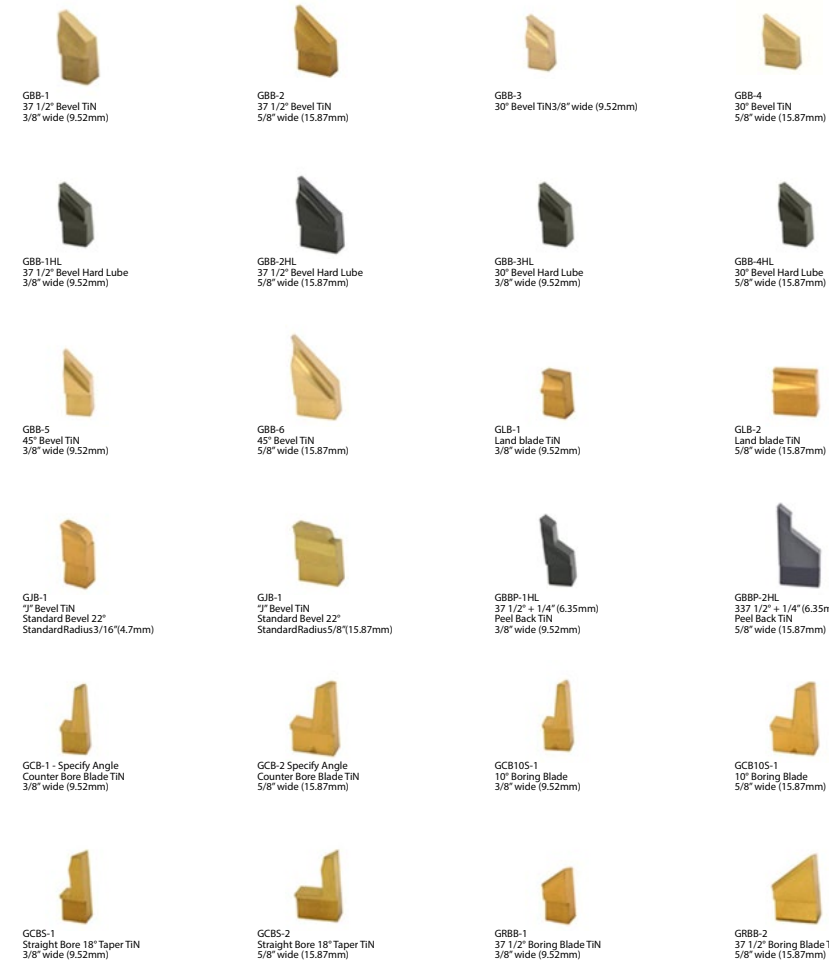 GBB-1
37 1/2° Bevel TiN
3/8” wide (9.52mm)
GBB-2
37 1/2° Bevel TiN
5/8” wide (15.87mm)
GBB-3
30° Bevel TiN3/8” wide (9.52mm)
GBB-4
30° Bevel TiN
5/8” wide (15.87mm)
GBB-1HL
37 1/2° Bevel Hard Lube
3/8” wide (9.52mm)
GBB-2HL
37 1/2° Bevel Hard Lube
5/8” wide (15.87mm)
GBB-3HL
30° Bevel Hard Lube
3/8” wide (9.52mm)
GBB-4HL
30° Bevel Hard Lube
5/8” wide (15.87mm)
GBB-5
45° Bevel TiN
3/8” wide (9.52mm)
GBB-6
45° Bevel TiN
5/8” wide (15.87mm)
GLB-1
Land blade TiN
3/8” wide (9.52mm)
GLB-2
Land blade TiN
5/8” wide (15.87mm)
GJB-1
“J” Bevel TiN
Standard Bevel 22°
StandardRadius3/16”(4.7mm)
GJB-1
“J” Bevel TiN
Standard Bevel 22°
StandardRadius5/8”(15.87mm)
GBBP-1HL
37 1/2° + 1/4” (6.35mm)
Peel Back TiN
3/8” wide (9.52mm)
GBBP-2HL
337 1/2° + 1/4” (6.35m
Peel Back TiN
5/8” wide (15.87mm)
GCB-1 - Specify Angle
Counter Bore Blade TiN
3/8” wide (9.52mm)
GCB-2 Specify Angle
Counter Bore Blade TiN
5/8” wide (15.87mm)
GCB10S-1
10° Boring Blade
3/8” wide (9.52mm)
GCB10S-1
10° Boring Blade
5/8” wide (15.87mm)
GCBS-1
Straight Bore 18° Taper TiN
3/8” wide (9.52mm)
GCBS-2
Straight Bore 18° Taper TiN
5/8” wide (15.87mm)
GRBB-1
37 1/2° Boring Blade TiN
3/8” wide (9.52mm)
GRBB-2
37 1/2° Boring Blade T
5/8” wide (15.87mm)